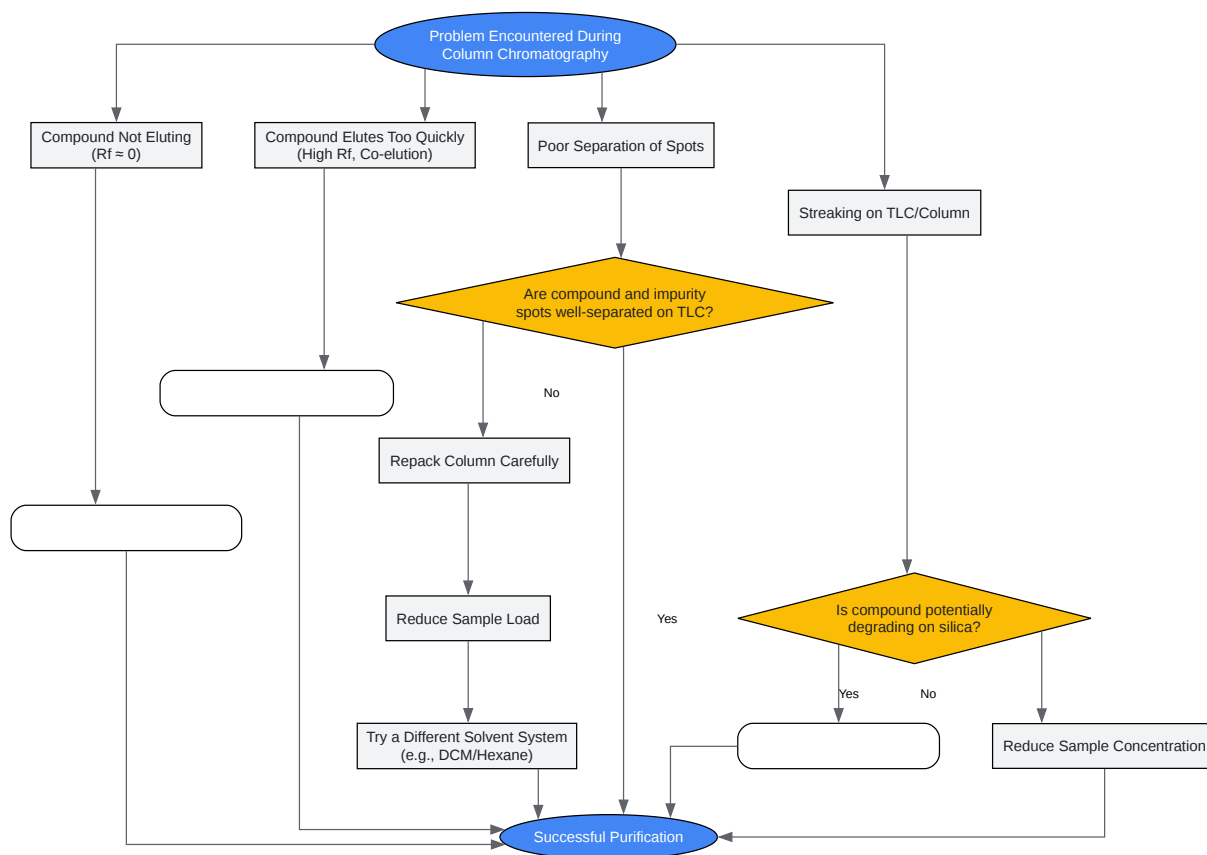 Problem Encountered During
Column Chromatography
Compound Not Eluting
(Rf ≈ 0)
Compound Elutes Too Quickly
(High Rf, Co-elution)
Poor Separation of Spots
Streaking on TLC/Column
Are compound and impurity
spots well-separated on TLC?
No
Repack Column Carefully
Reduce Sample Load
Yes
Is compound potentially
degrading on silica?
Yes
No
Try a Different Solvent System
(e.g., DCM/Hexane)
Reduce Sample Concentration
Successful Purification